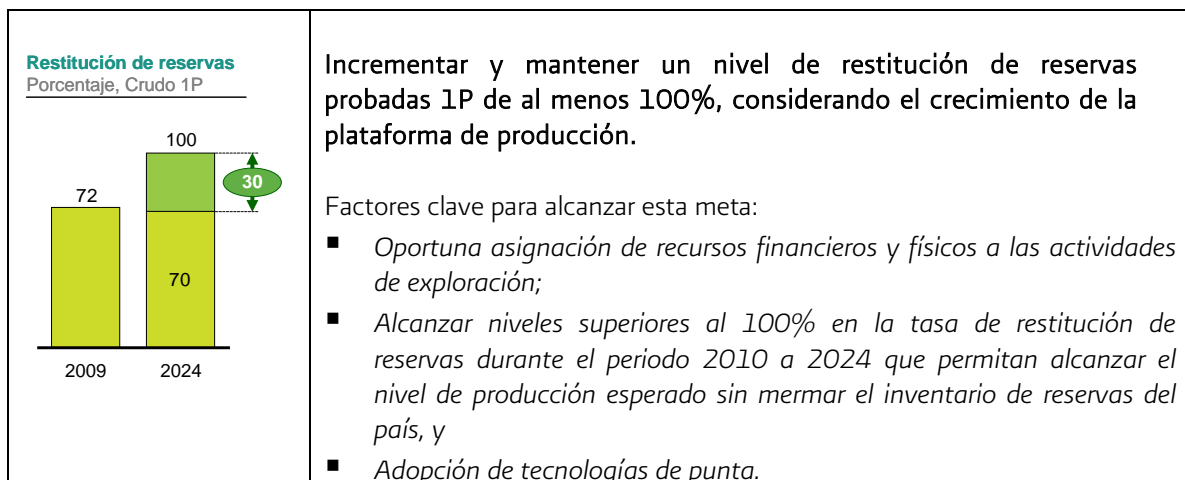 Restitución de reservas
Porcentaje, Crudo 1P
100
30
72
70
2009 2024
Incrementar y mantener un nivel de restitución de reservas
probadas 1P de al menos 100%, considerando el crecimiento de la
plataforma de producción.
Factores clave para alcanzar esta meta:
▪ Oportuna asignación de recursos financieros y físicos a las actividades
de exploración;
▪ Alcanzar niveles superiores al 100% en la tasa de restitución de
reservas durante el periodo 2010 a 2024 que permitan alcanzar el
nivel de producción esperado sin mermar el inventario de reservas del
país, y
▪ Adopción de tecnologías de punta.